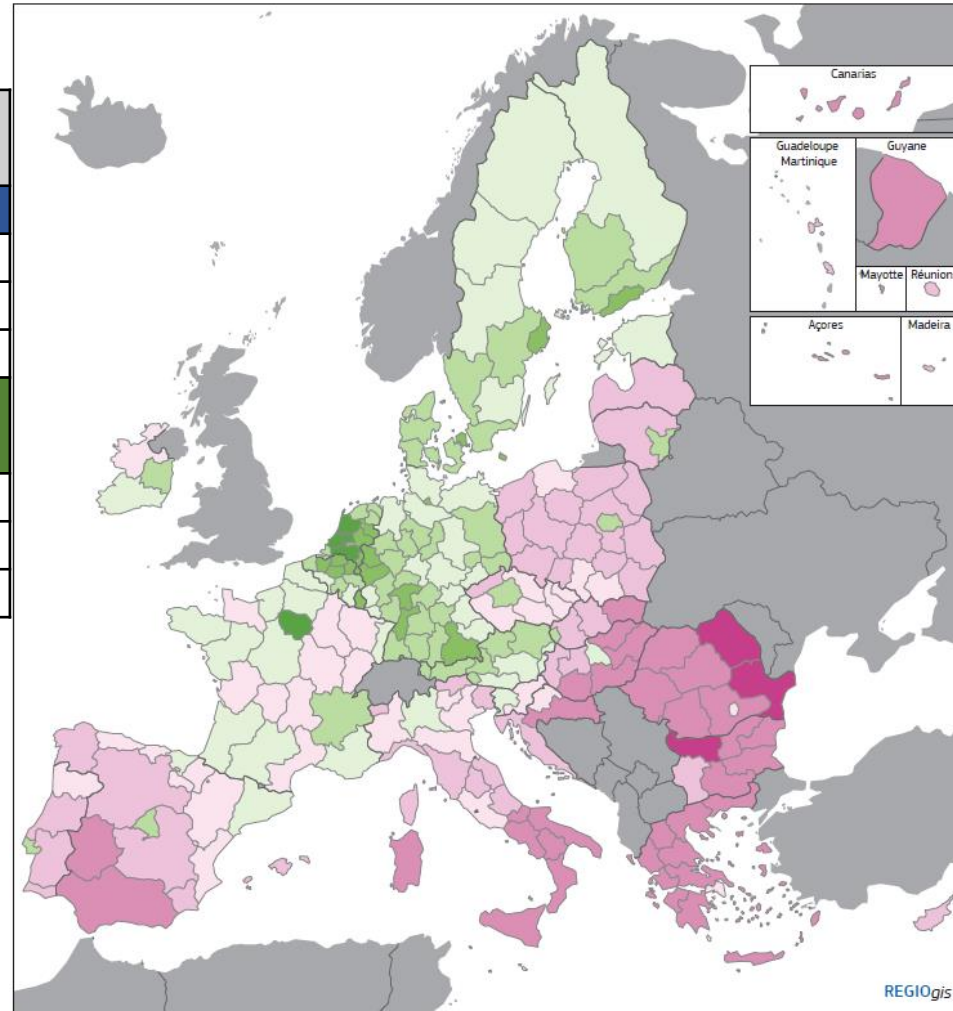 Canarias
Guadeloupe
Martinique
Guyane
Mayotte
Réunion
Açores
Madeira
REGIOgis